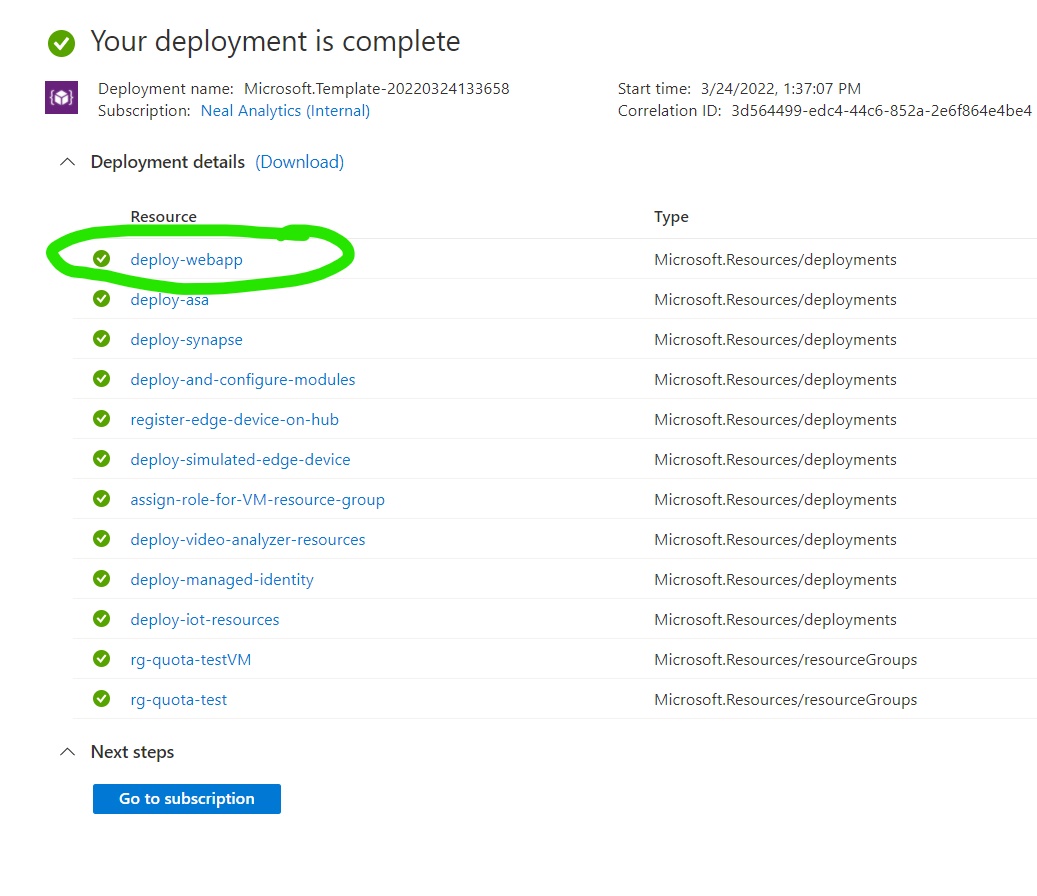 Your deployment is complete
Deployment name: Microsoft.Template-20220324133658 Start time: 3/24/2022, 1:37:07 PM
Subscription: Neal Analytics (Internal) Correlation ID: 3d564499-edc4-44c6-852a-2e6f864e4be4
Deployment details (Download)
Resource Type
deploy-webapp Microsoft.Resources/deployments
deploy-asa Microsoft.Resources/deployments
deploy-synapse Microsoft.Resources/deployments
deploy-and-configure-modules Microsoft.Resources/deployments
register-edge-device-on-hub Microsoft.Resources/deployments
deploy-simulated-edge-device Microsoft.Resources/deployments
assign-role-for-VM-resource-group Microsoft.Resources/deployments
deploy-video-analyzer-resources Microsoft.Resources/deployments
deploy-managed-identity Microsoft.Resources/deployments
deploy-iot-resources Microsoft.Resources/deployments
rg-quota-testVM Microsoft.Resources/resourceGroups
rg-quota-test Microsoft.Resources/resourceGroups
Next steps
Go to subscription